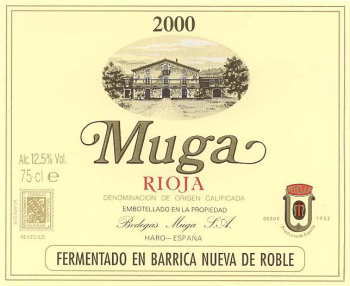 2000
Muga
Alc. 12,5% Vol.
75 cl e
RIOJA
DENOMINACION DE ORIGEN CALIFICADA
EMBOTELLADO EN LA PROPIEDAD
Bodegas Muga S.A.
HARO-ESPAÑA
DESDE 1932
FERMENTADO EN BARRICA NUEVA DE ROBLE